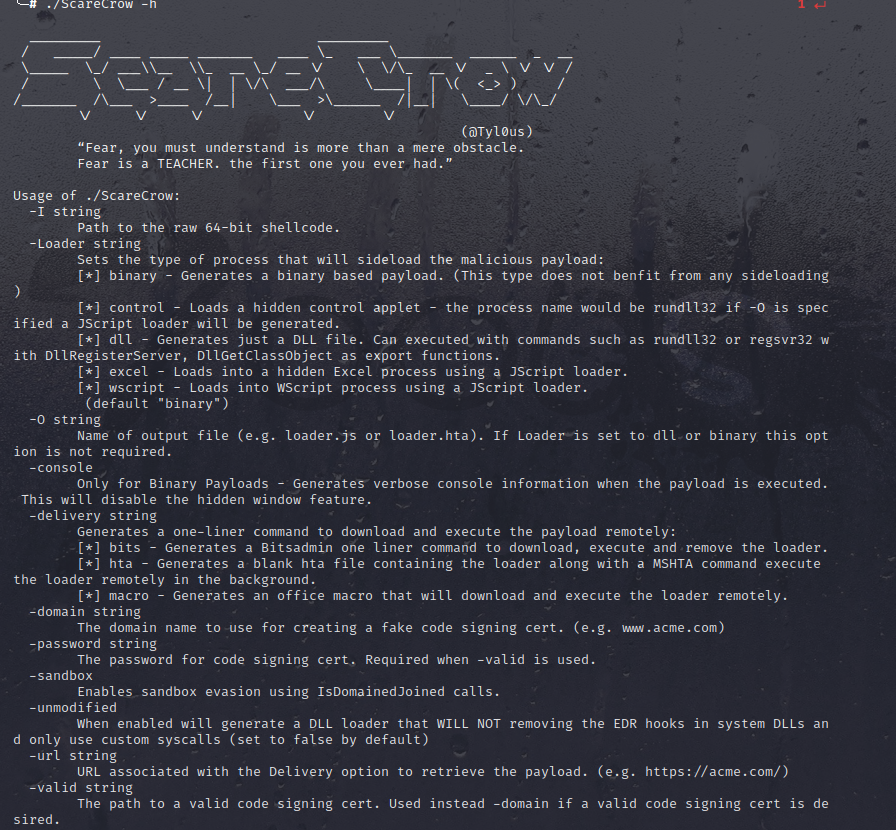 # ./ScareCrow -h
1
(@Tyl0us)
“Fear, you must understand is more than a mere obstacle.
Fear is a TEACHER. the first one you ever had.”
Usage of ./ScareCrow:
-I string
Path to the raw 64-bit shellcode.
-Loader string
Sets the type of process that will sideload the malicious payload:
[*] binary - Generates a binary based payload. (This type does not benfit from any sideloading
)
[*] control - Loads a hidden control applet - the process name would be rundll32 if -O is spec
ified a JScript loader will be generated.
[*] dll - Generates just a DLL file. Can executed with commands such as rundll32 or regsvr32 w
ith DllRegisterServer, DllGetClassObject as export functions.
[*] excel - Loads into a hidden Excel process using a JScript loader.
[*] wscript - Loads into WScript process using a JScript loader.
(default "binary")
-O string
Name of output file (e.g. loader.js or loader.hta). If Loader is set to dll or binary this opt
ion is not required.
-console
Only for Binary Payloads - Generates verbose console information when the payload is executed.
This will disable the hidden window feature.
-delivery string
Generates a one-liner command to download and execute the payload remotely:
[*] bits - Generates a Bitsadmin one liner command to download, execute and remove the loader.
[*] hta - Generates a blank hta file containing the loader along with a MSHTA command execute
the loader remotely in the background.
[*] macro - Generates an office macro that will download and execute the loader remotely.
-domain string
The domain name to use for creating a fake code signing cert. (e.g. www.acme.com)
-password string
The password for code signing cert. Required when -valid is used.
-sandbox
Enables sandbox evasion using IsDomainedJoined calls.
-unmodified
When enabled will generate a DLL loader that WILL NOT removing the EDR hooks in system DLLs an
d only use custom syscalls (set to false by default)
-url string
URL associated with the Delivery option to retrieve the payload. (e.g. https://acme.com/)
-valid string
The path to a valid code signing cert. Used instead -domain if a valid code signing cert is de
sired.